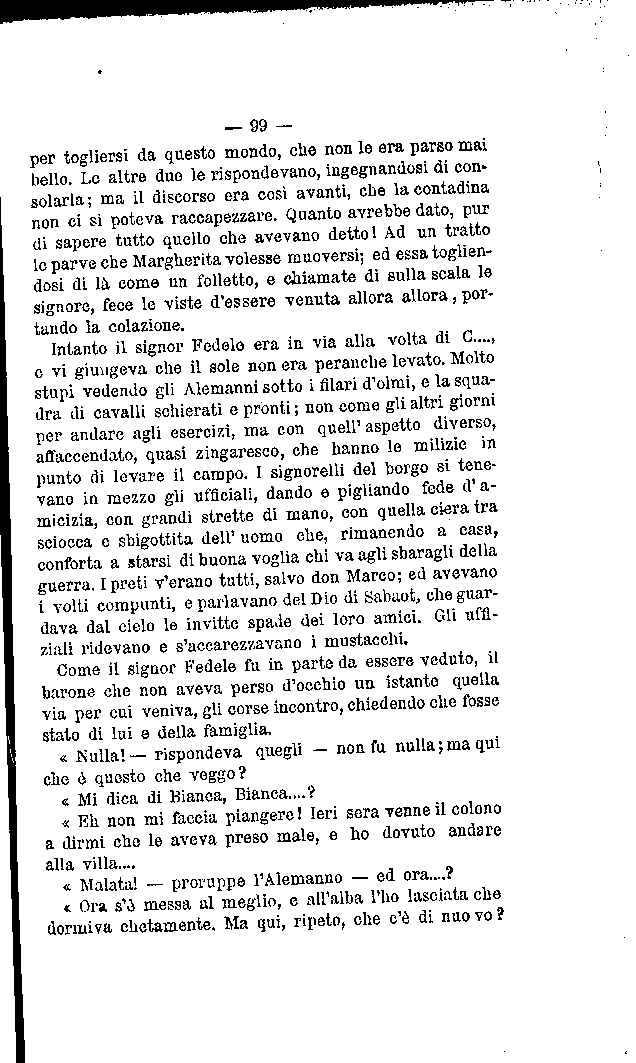 — 99 —
per togliersi da questo mondo, che non le era parso mai
bello. Le altre due le rispondevano, ingegnandosi di con-
solarla; ma il discorso era così avanti, che la contadina
non ci si poteva raccapezzare. Quanto avrebbe dato, pur
di sapere tutto quello che avevano detto! Ad un tratto
le parve che Margherita volesse muoversi; ed essa toglien-
dosi di là come un folletto, e chiamate di sulla scala le
signore, fece le viste d'essere venuta allora allora, por-
tando la colazione.
Intanto il signor Fedele era in via alla volta di C....,
e vi giungeva che il sole non era peranche levato. Molto
stupì vedendo gli Alemanni sotto i filari d'olmi, e la squa-
dra di cavalli schierati e pronti; non come gli altri giorni
per andare agli esercizi, ma con quell' aspetto diverso,
affaccendato, quasi zingaresco, che hanno le milizie in
punto di levare il campo. I signorelli del borgo si tene-
vano in mezzo gli ufficiali, dando e pigliando fede d' a-
micizia, con grandi strette di mano, con quella ciera tra
sciocca e sbigottita dell' uomo che, rimanendo a casa,
conforta a starsi di buona voglia chi va agli sbaragli della
guerra. I preti v'erano tutti, salvo don Marco; ed avevano
i volti compunti, e parlavano del Dio di Sabaot, che guar-
dava dal cielo le invitte spade dei loro amici. Gli uffi-
ziali ridevano e s'accarezzavano i mustacchi.
Come il signor Fedele fu in parte da essere veduto, il
barone che non aveva perso d'occhio un istante quella
via per cui veniva, gli corse incontro, chiedendo che fosse
stato di lui e della famiglia.
« Nulla! — rispondeva quegli — non fu nulla; ma qui
che è questo che veggo?
« Mi dica di Bianca, Bianca....?
« Eh non mi faccia piangere! Ieri sera venne il colono
a dirmi che le aveva preso male, e ho dovuto andare
alla villa....
« Malata! — proruppe l'Alemanno — ed ora....?
« Ora s'è messa al meglio, e all'alba l'ho lasciata che
dormiva chetamente. Ma qui, ripeto, che c'è di nuovo?